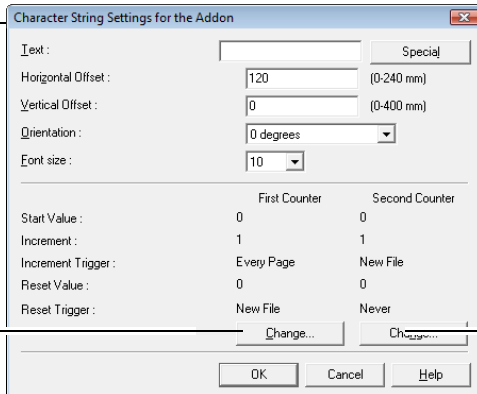 Character String Settings for the Addon
Text :
Special
Horizontal Offset :
120
(0-240 mm)
Vertical Offset :
0
(0-400 mm)
Orientation :
0 degrees
Font size :
10
First Counter Second Counter
Start Value : 0 0
Increment : 1 1
Increment Trigger : Every Page New File
Reset Value : 0 0
Reset Trigger : New File Never
Change... Change...
OK Cancel Help